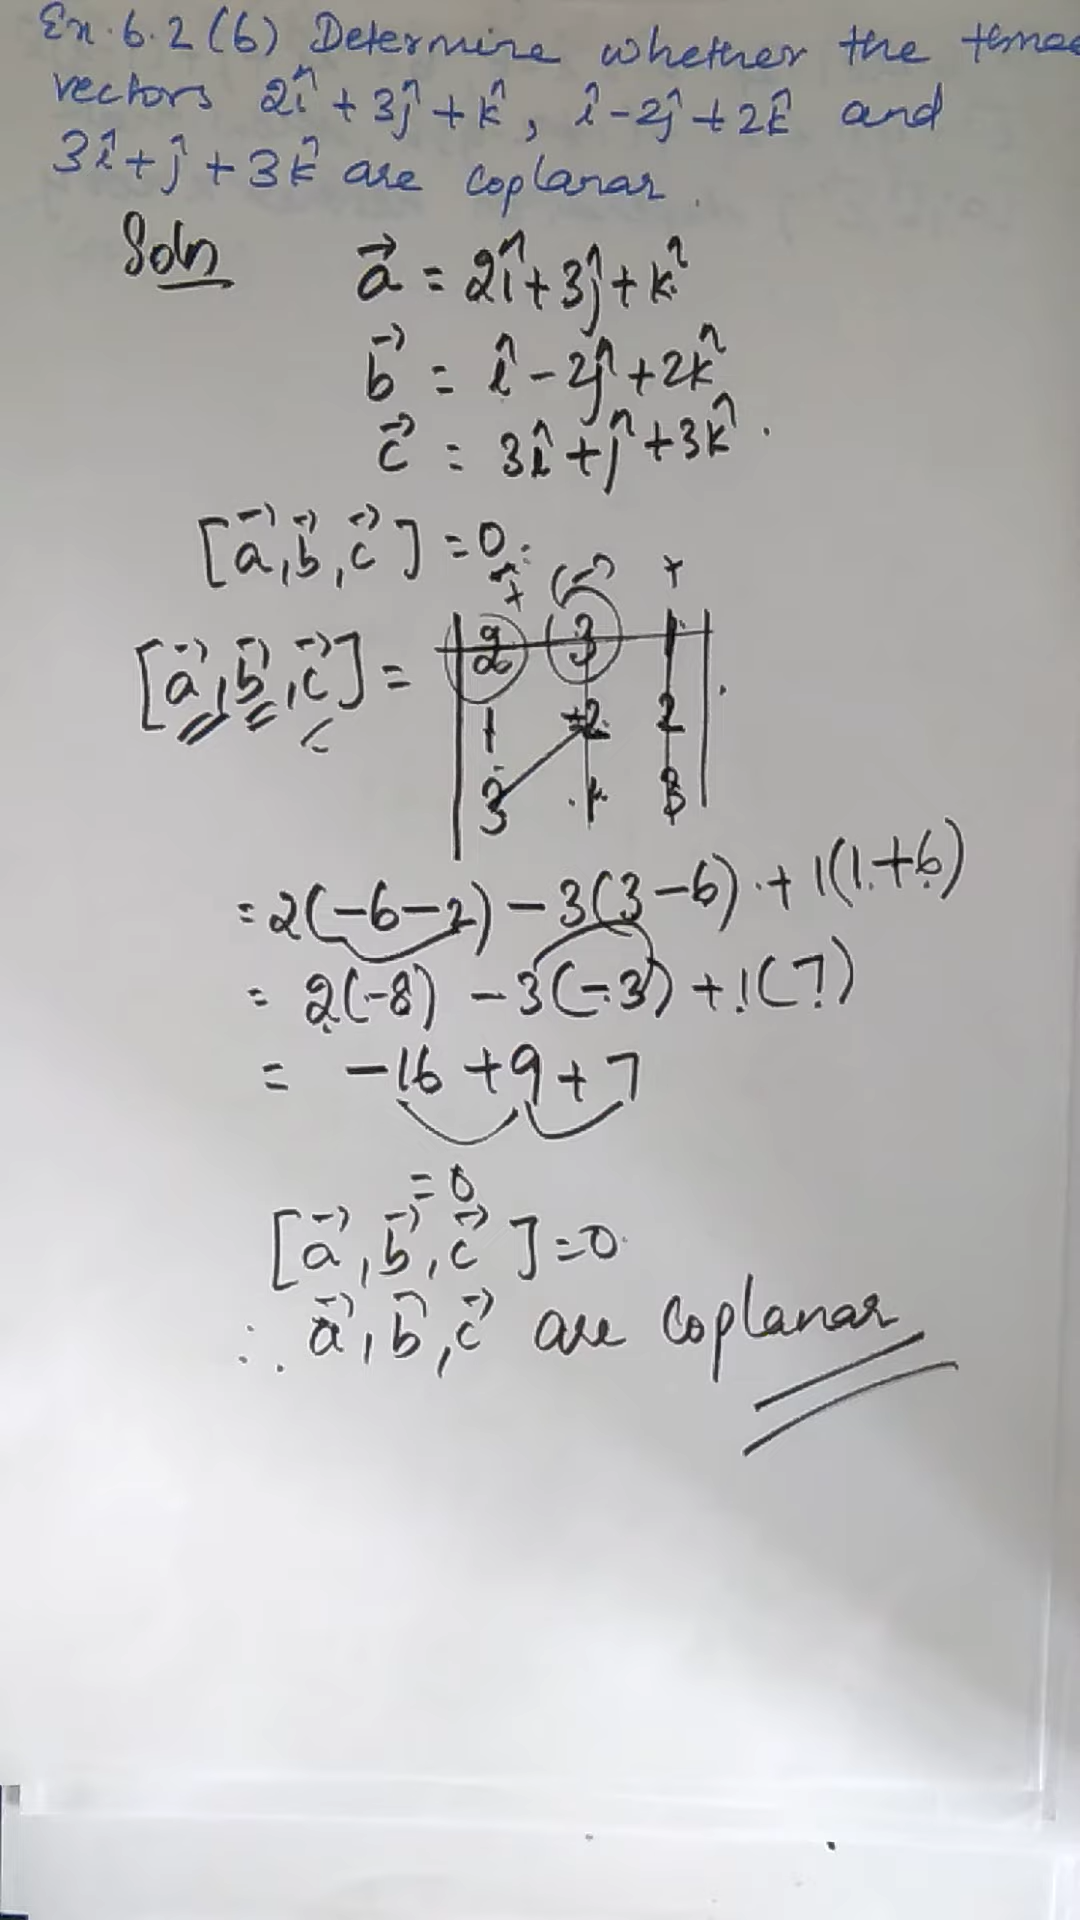 Ex.6.2(6) Determine whether the three
vectors 2î + 3ĵ + k̂, î - 2ĵ + 2k̂ and
3î + ĵ + 3k̂ are coplanar.
Soln
a⃗ = 2î + 3ĵ + k̂
b⃗ = î - 2ĵ + 2k̂
c⃗ = 3î + ĵ + 3k̂.
[a⃗, b⃗, c⃗] = 0.
+ (-) +
[a⃗, b⃗, c⃗] = | 2 3 1 |
| 1 -2 2 |
| 3 1 3 |
= 2(-6-2) - 3(3-6) + 1(1+6)
= 2(-8) - 3(-3) + 1(7)
= -16 + 9 + 7
= 0
[a⃗, b⃗, c⃗] = 0.
∴ a⃗, b⃗, c⃗ are coplanar